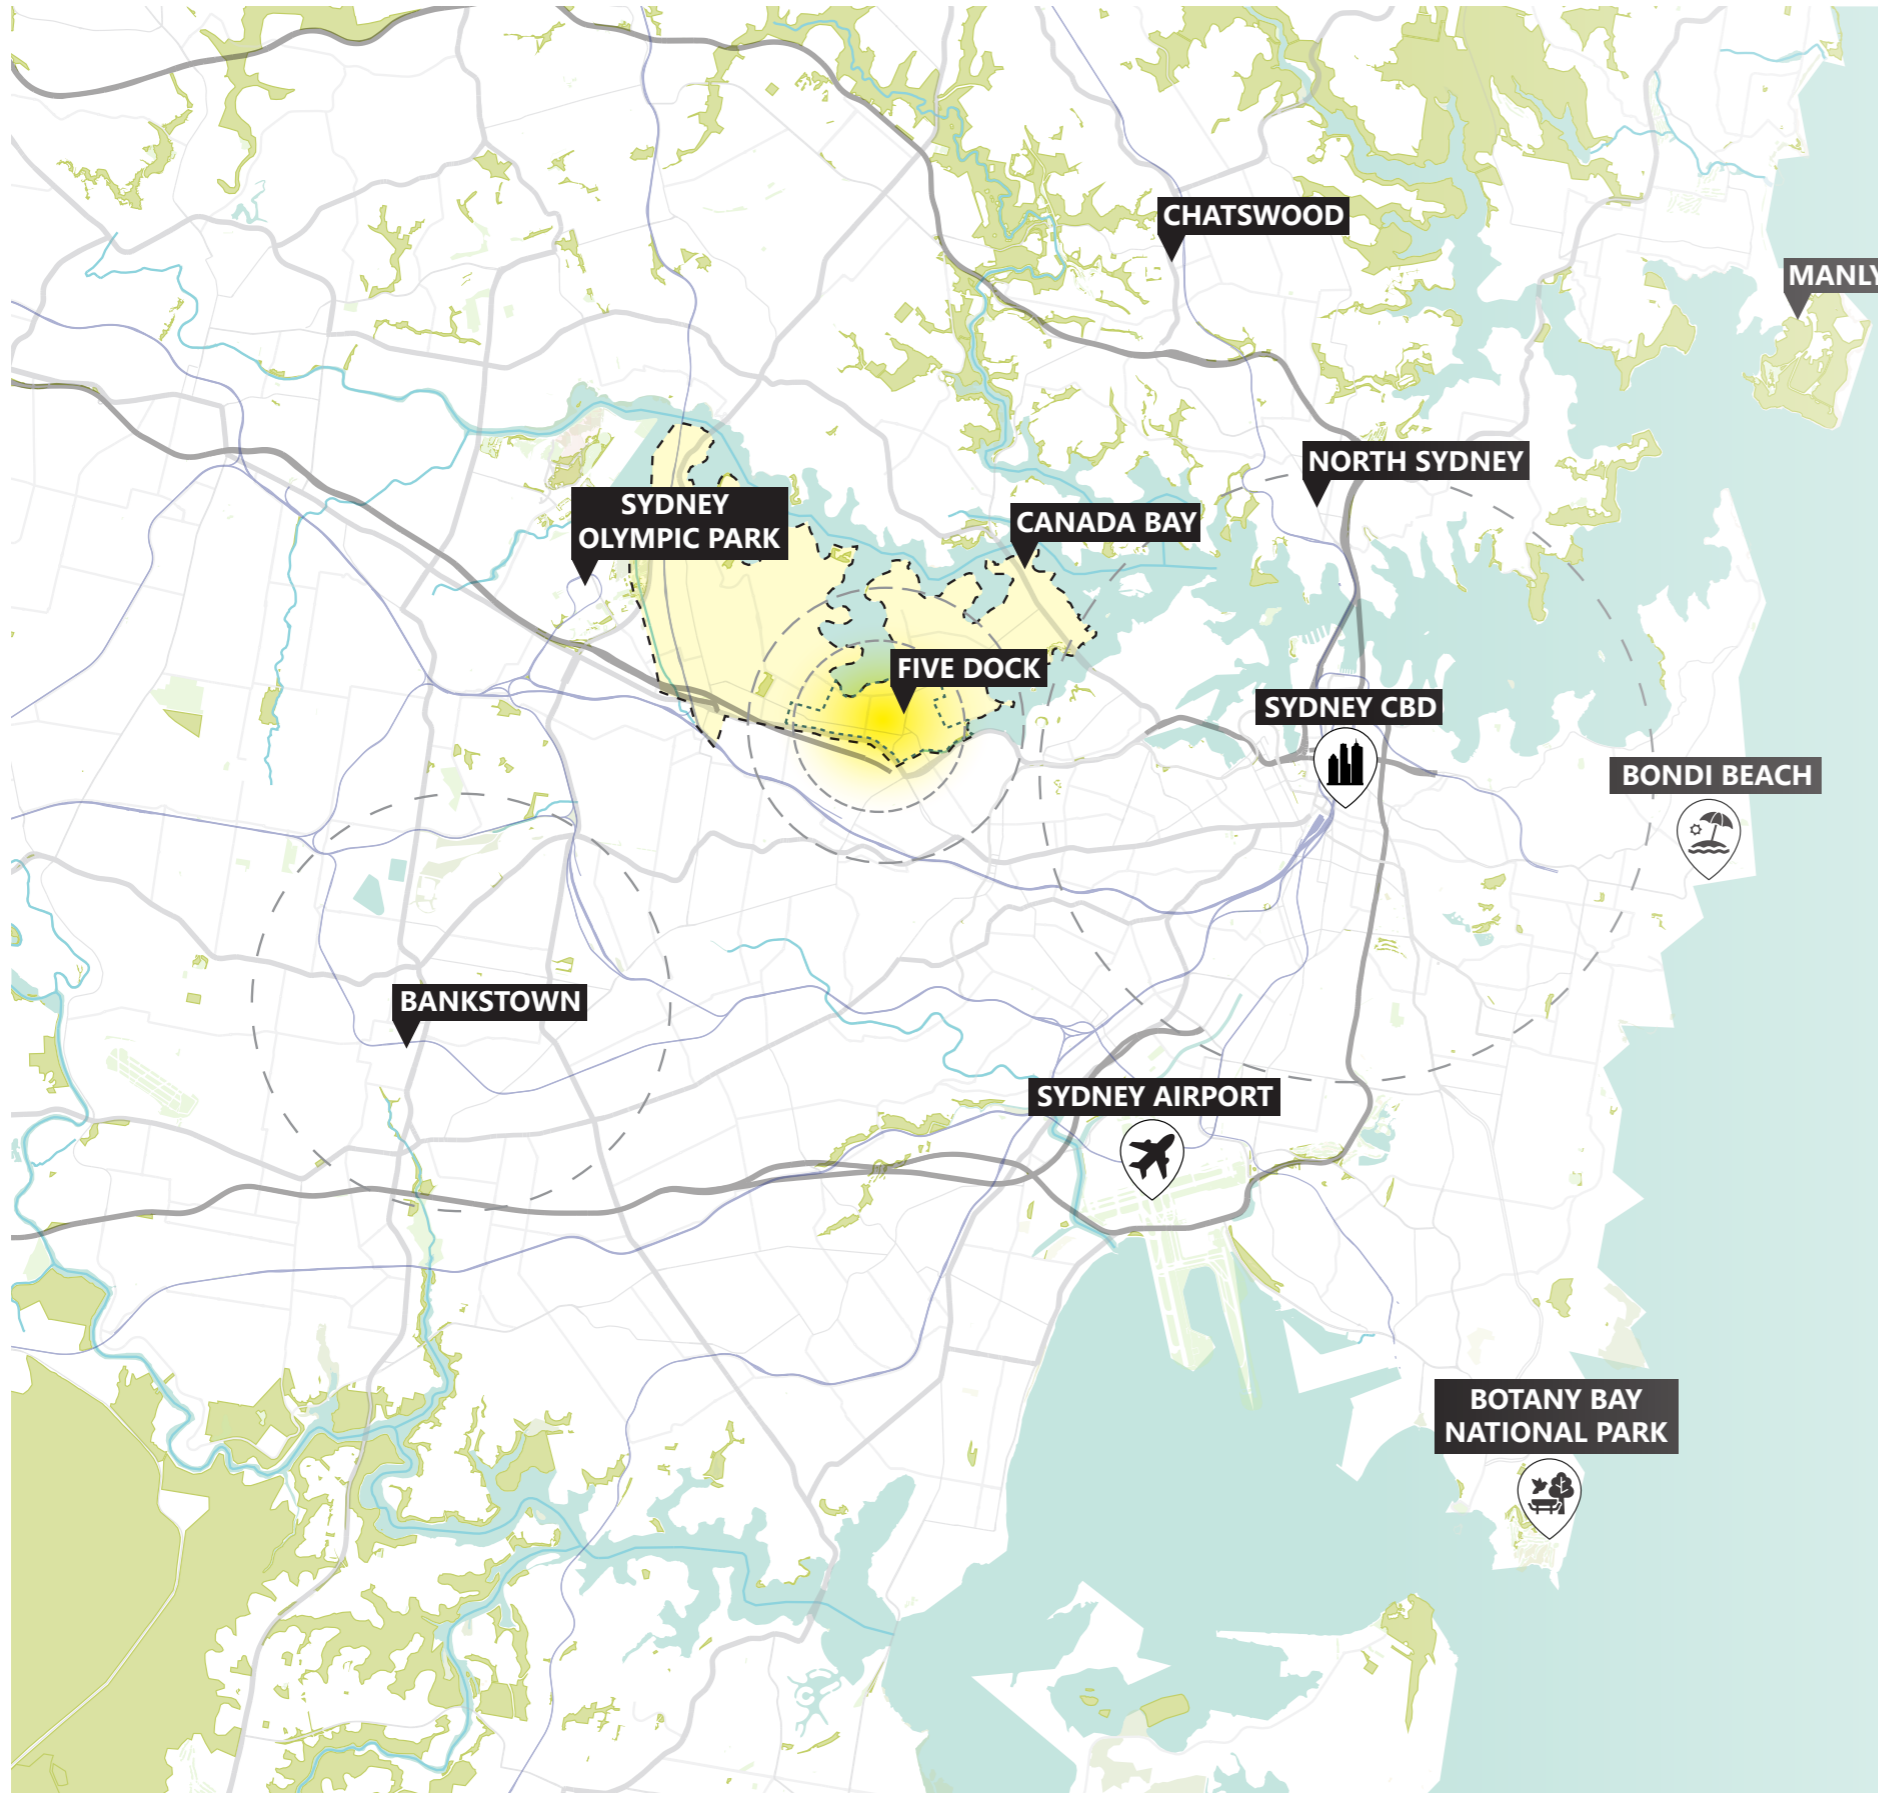 CHATSWOOD
MANLY
NORTH SYDNEY
SYDNEY
OLYMPIC PARK
CANADA BAY
FIVE DOCK
SYDNEY CBD
BONDI BEACH
BANKSTOWN
SYDNEY AIRPORT
BOTANY BAY
NATIONAL PARK